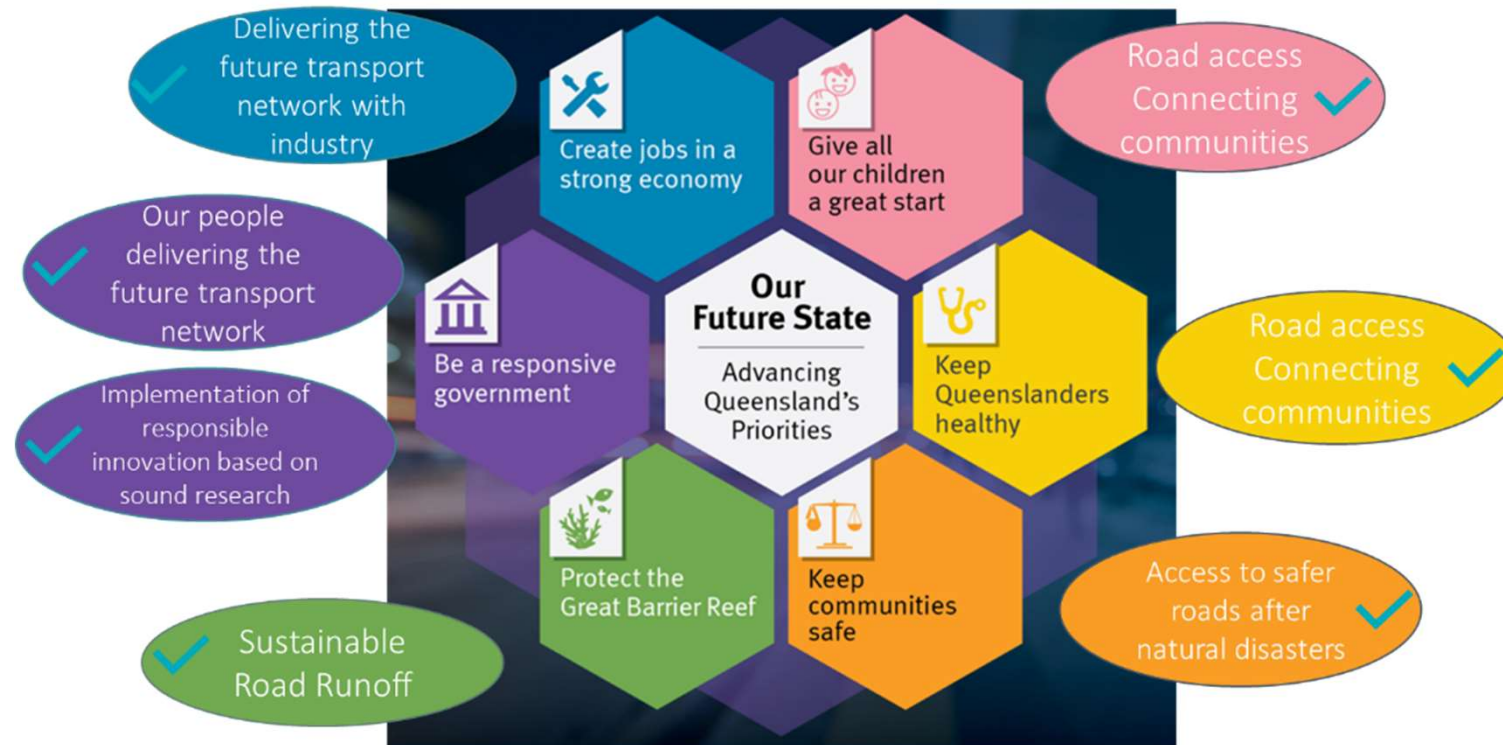 Delivering the
future transport
network with
industry
Our people
delivering the
future transport
network
Implementation of
responsible
innovation based on
sound research
Sustainable
Road Runoff
Create jobs in a
strong economy
Give all
our children
a great start
Be a responsive
government
Our
Future State
Advancing
Queensland's
Priorities
Keep
Queenslanders
healthy
Protect the
Great Barrier Reef
Keep
communities
safe
Road access
Connecting
communities
Road access
Connecting
communities
Access to safer
roads after
natural disasters